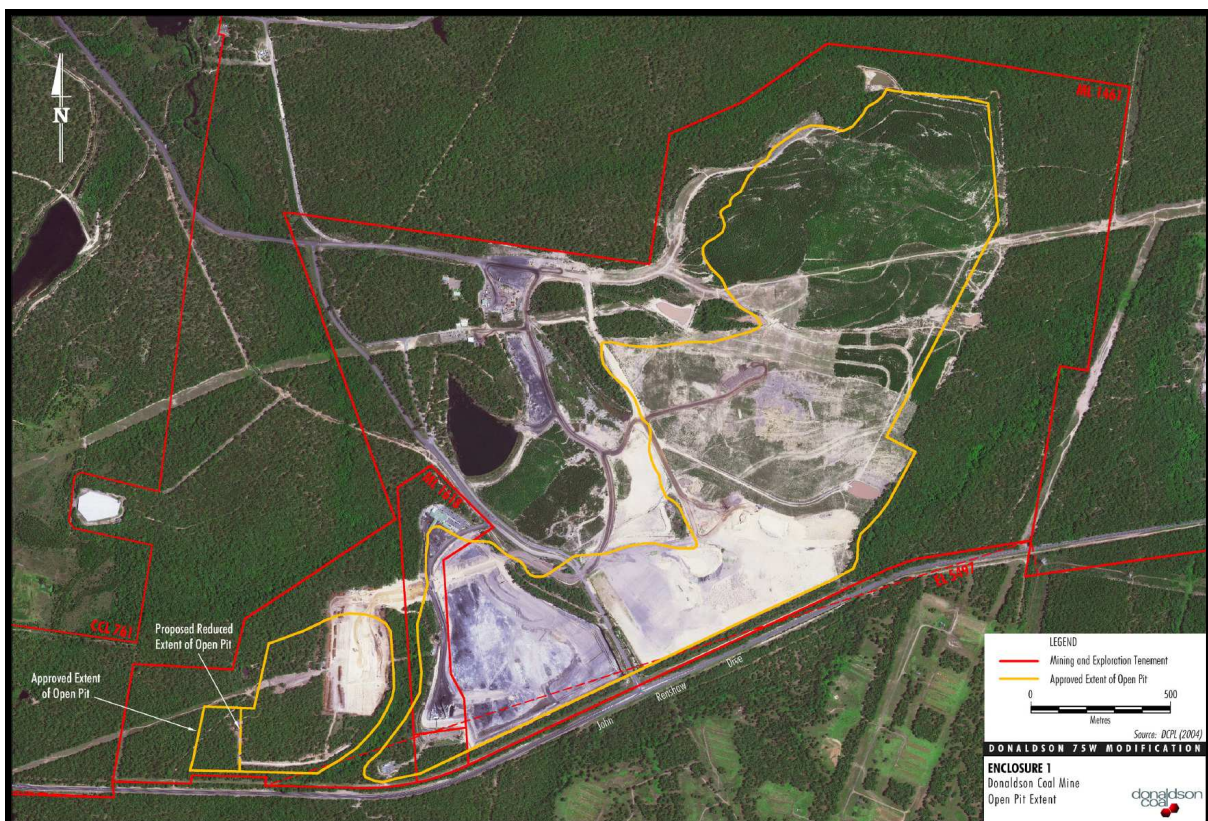 N
ML 1461
ML 1618
EL 5497
CCL 761
Proposed Reduced
Extent of Open Pit
Approved Extent
of Open Pit
John Renshaw Dive
LEGEND
Mining and Exploration Tenement
Approved Extent of Open Pit
0 500
Metres
Source: DCPL (2004)
DONALDSON 75W MODIFICATION
ENCLOSURE 1
Donaldson Coal Mine
Open Pit Extent
donaldson
coal